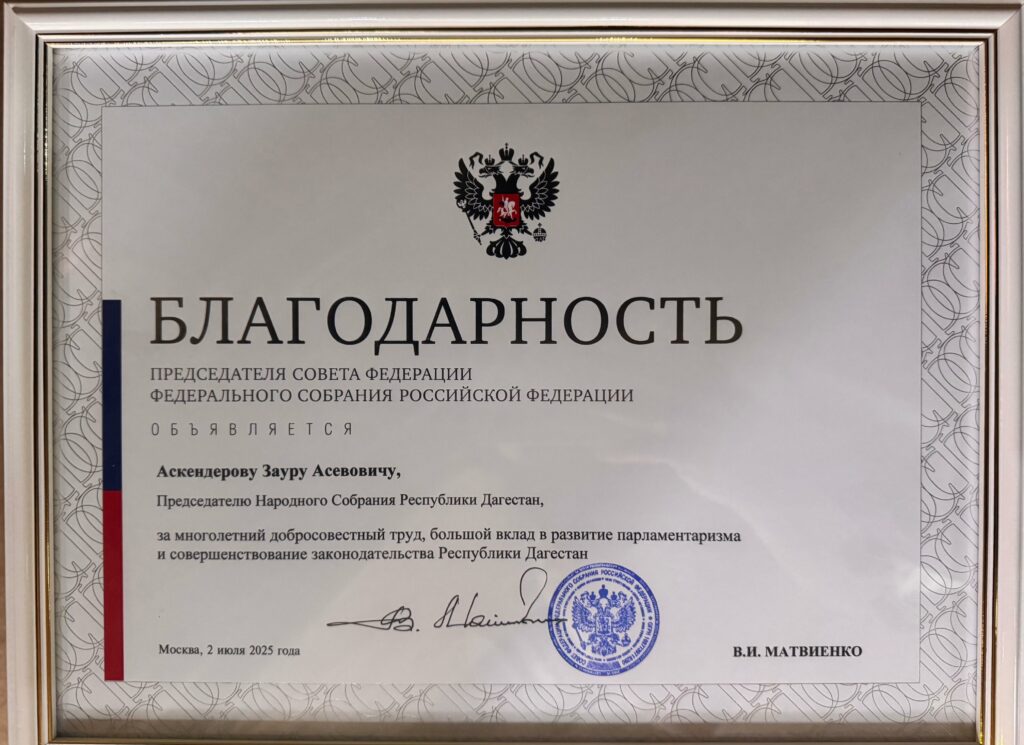 БЛАГОДАРНОСТЬ
ПРЕДСЕДАТЕЛЯ СОВЕТА ФЕДЕРАЦИИ
ФЕДЕРАЛЬНОГО СОБРАНИЯ РОССИЙСКОЙ ФЕДЕРАЦИИ
ОБЪЯВЛЯЕТСЯ
Аскендерову Зауру Асевовичу,
Председателю Народного Собрания Республики Дагестан,
за многолетний добросовестный труд, большой вклад в развитие парламентаризма
и совершенствование законодательства Республики Дагестан
Москва, 2 июля 2025 года
В.И. МАТВИЕНКО